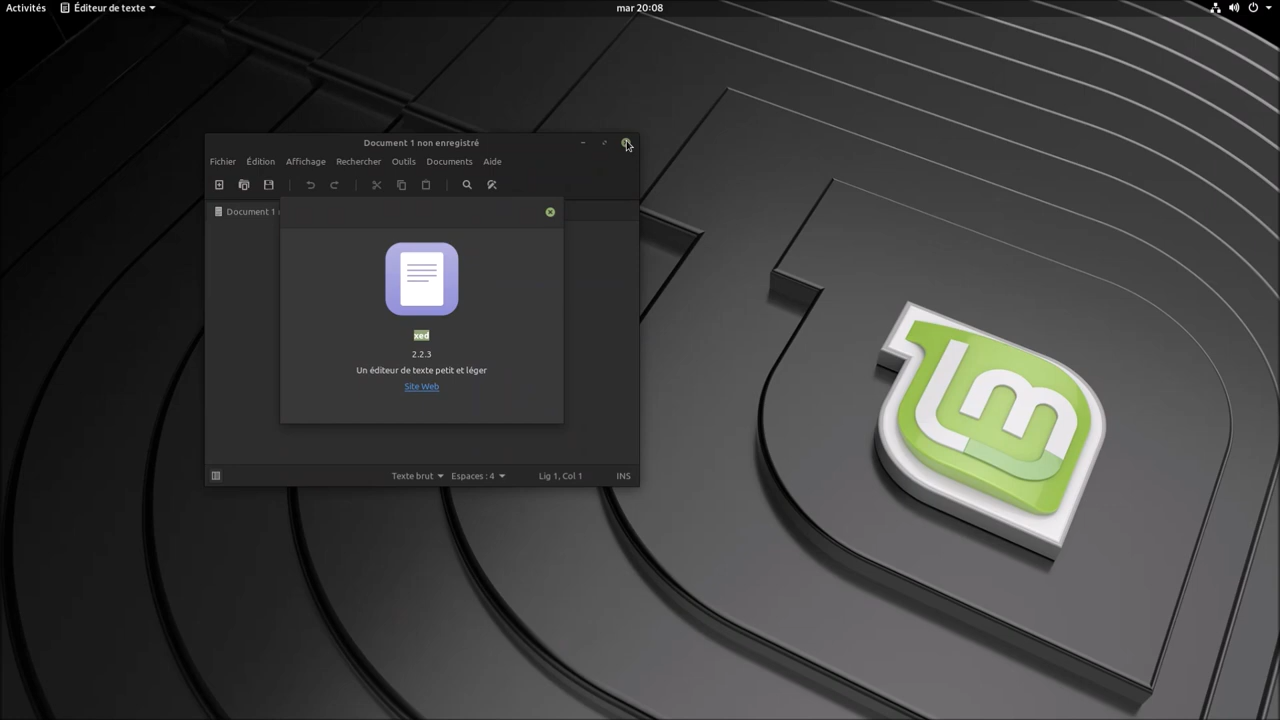 Activités Éditeur de texte mar 20:08
Document 1 non enregistré
Fichier Édition Affichage Rechercher Outils Documents Aide
Document 1
xed
2.2.3
Un éditeur de texte petit et léger
Site Web
Texte brut Espaces : 4 Lig 1, Col 1 INS
lm